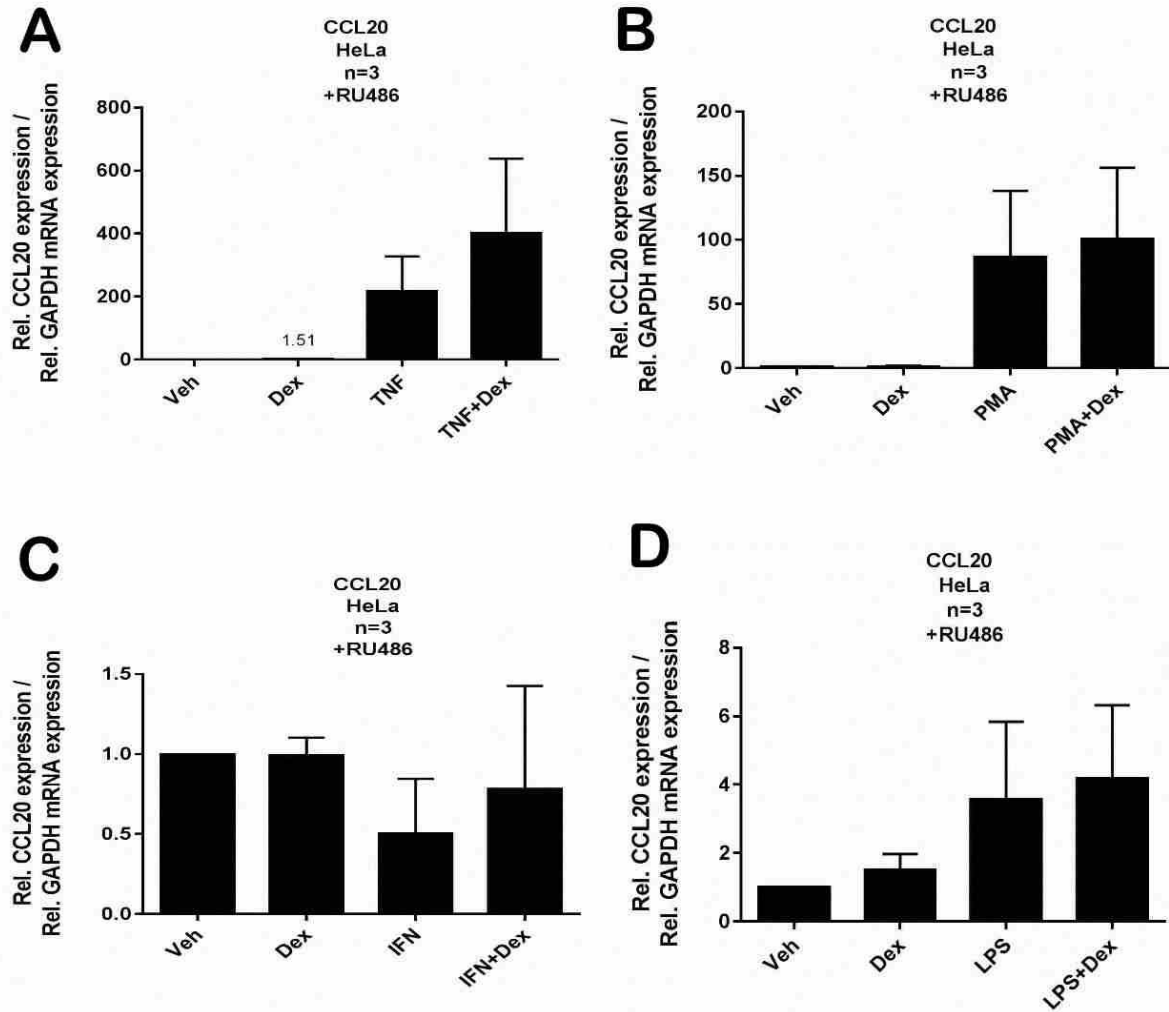 A
CCL20
HeLa
n=3
+RU486
Rel. CCL20 expression /
Rel. GAPDH mRNA expression
800
600
400
200
0
1.51
Veh
Dex
TNF
TNF+Dex
B
CCL20
HeLa
n=3
+RU486
Rel. CCL20 expression /
Rel. GAPDH mRNA expression
200
150
100
50
0
Veh
Dex
PMA
PMA+Dex
C
CCL20
HeLa
n=3
+RU486
Rel. CCL20 expression /
Rel. GAPDH mRNA expression
1.5
1.0
0.5
0.0
Veh
Dex
IFN
IFN+Dex
D
CCL20
HeLa
n=3
+RU486
Rel. CCL20 expression /
Rel. GAPDH mRNA expression
8
6
4
2
0
Veh
Dex
LPS
LPS+Dex